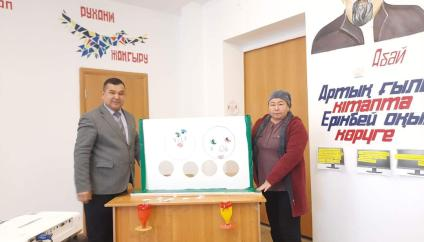 РУХАНИ
ЖАҢҒЫРУ
Абай
Артық ғылым
кітапта
Ерінбей оқып
көруге